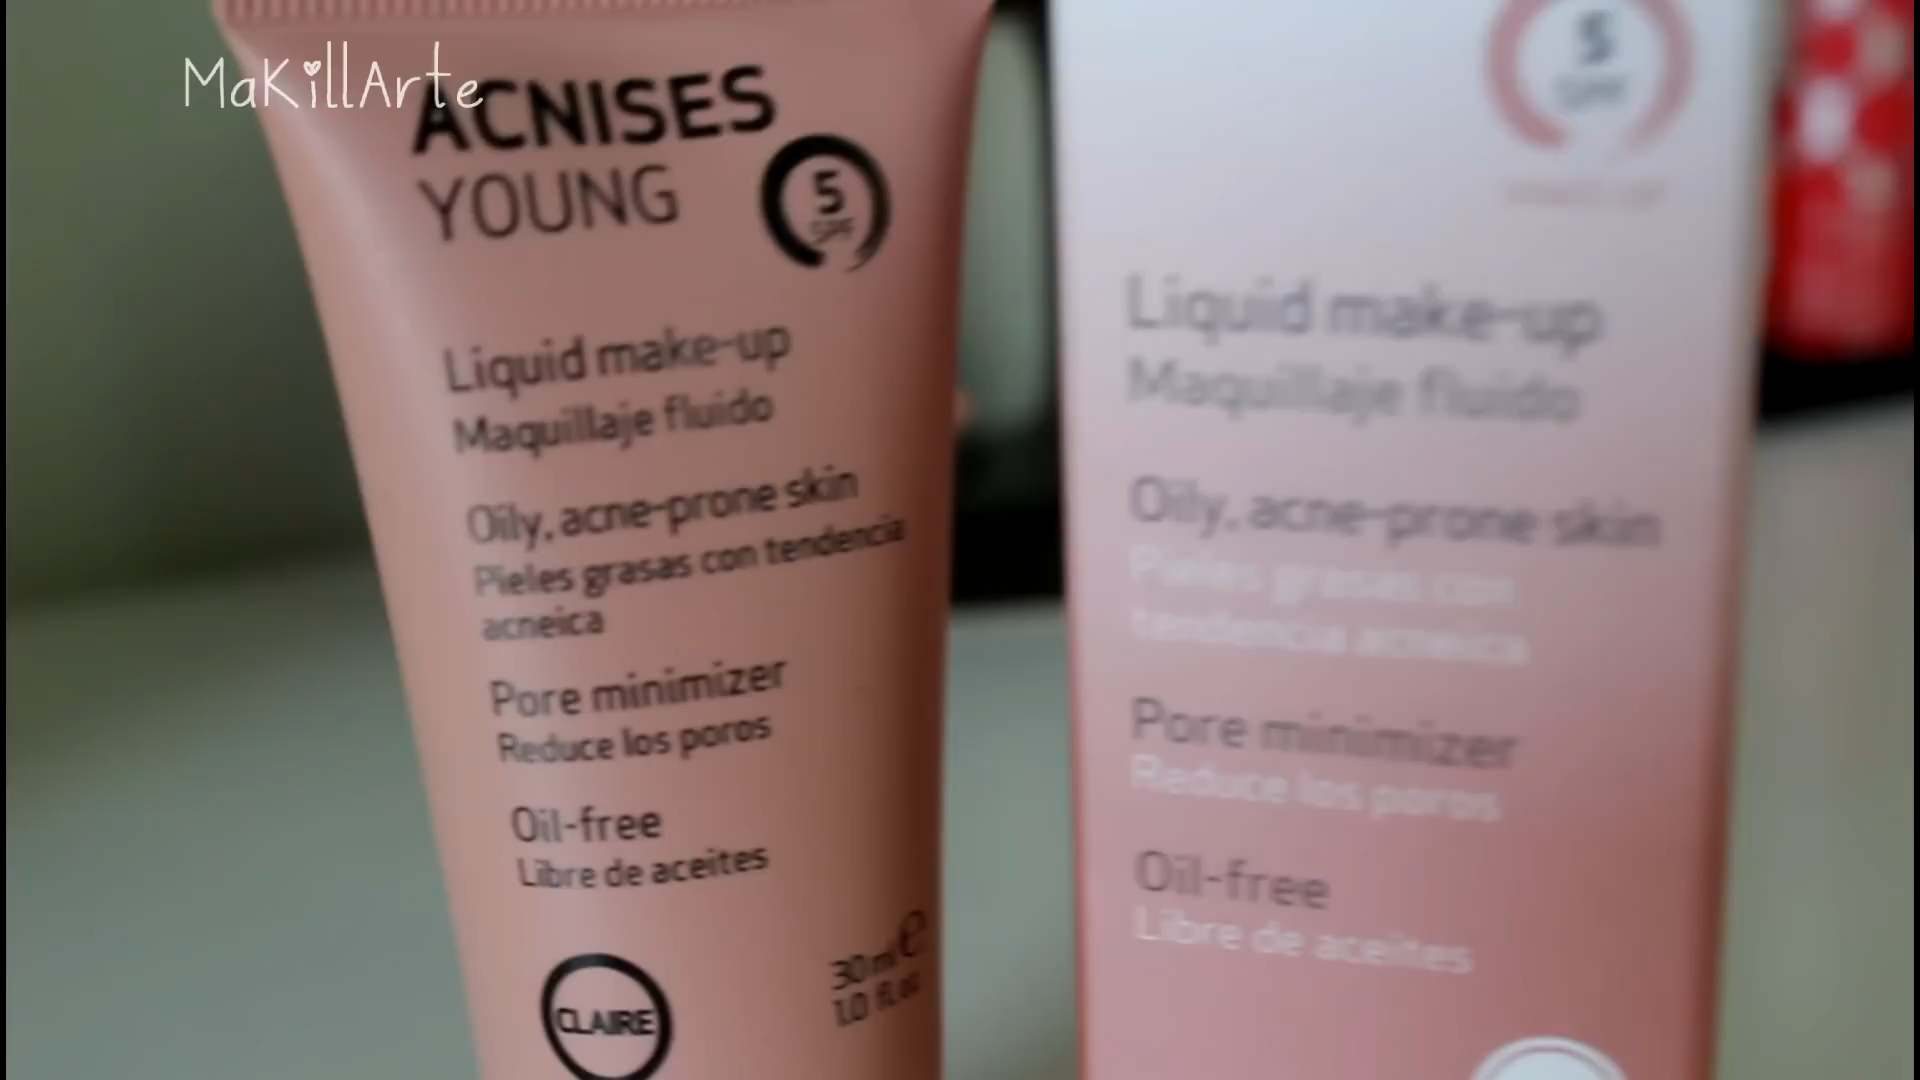 MaKillArte
ACNISES
YOUNG
5
SPF
Liquid make-up
Maquillaje fluido
Oily, acne-prone skin
Pieles grasas con tendencia
acneica
Pore minimizer
Reduce los poros
Oil-free
Libre de aceites
CLAIRE
30 ml e
1.0 fl.oz
5
SPF
Liquid make-up
Maquillaje fluido
Oily, acne-prone skin
Pieles grasas con
tendencia acneica
Pore minimizer
Reduce los poros
Oil-free
Libre de aceites